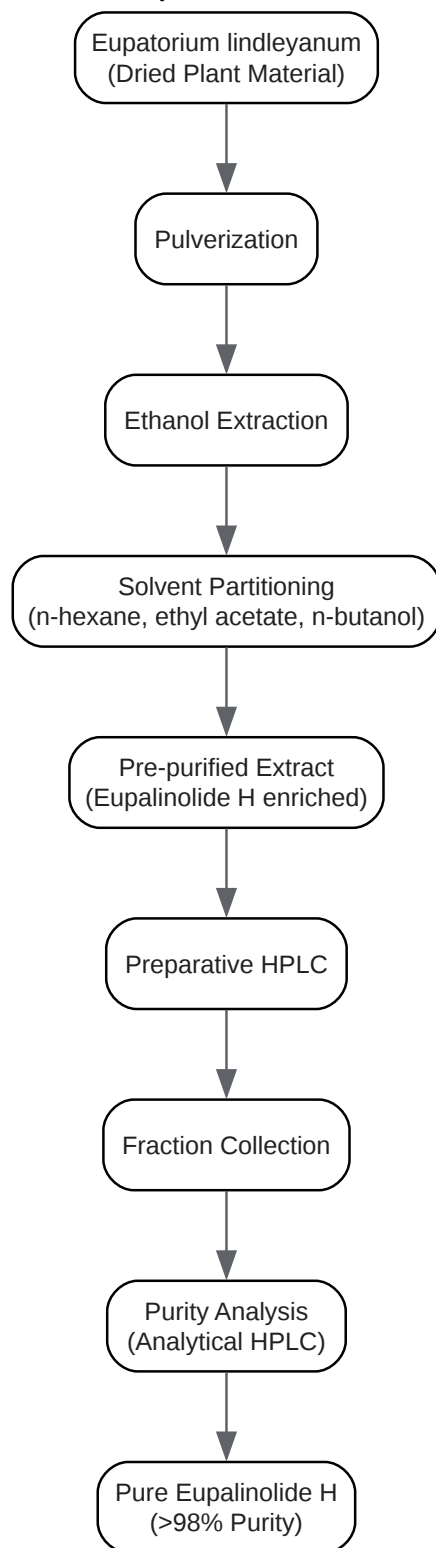 Eupatorium lindleyanum
(Dried Plant Material)
Pulverization
Ethanol Extraction
Solvent Partitioning
(n-hexane, ethyl acetate, n-butanol)
Pre-purified Extract
(Eupalinolide H enriched)
Preparative HPLC
Fraction Collection
Purity Analysis
(Analytical HPLC)
Pure Eupalinolide H
(>98% Purity)